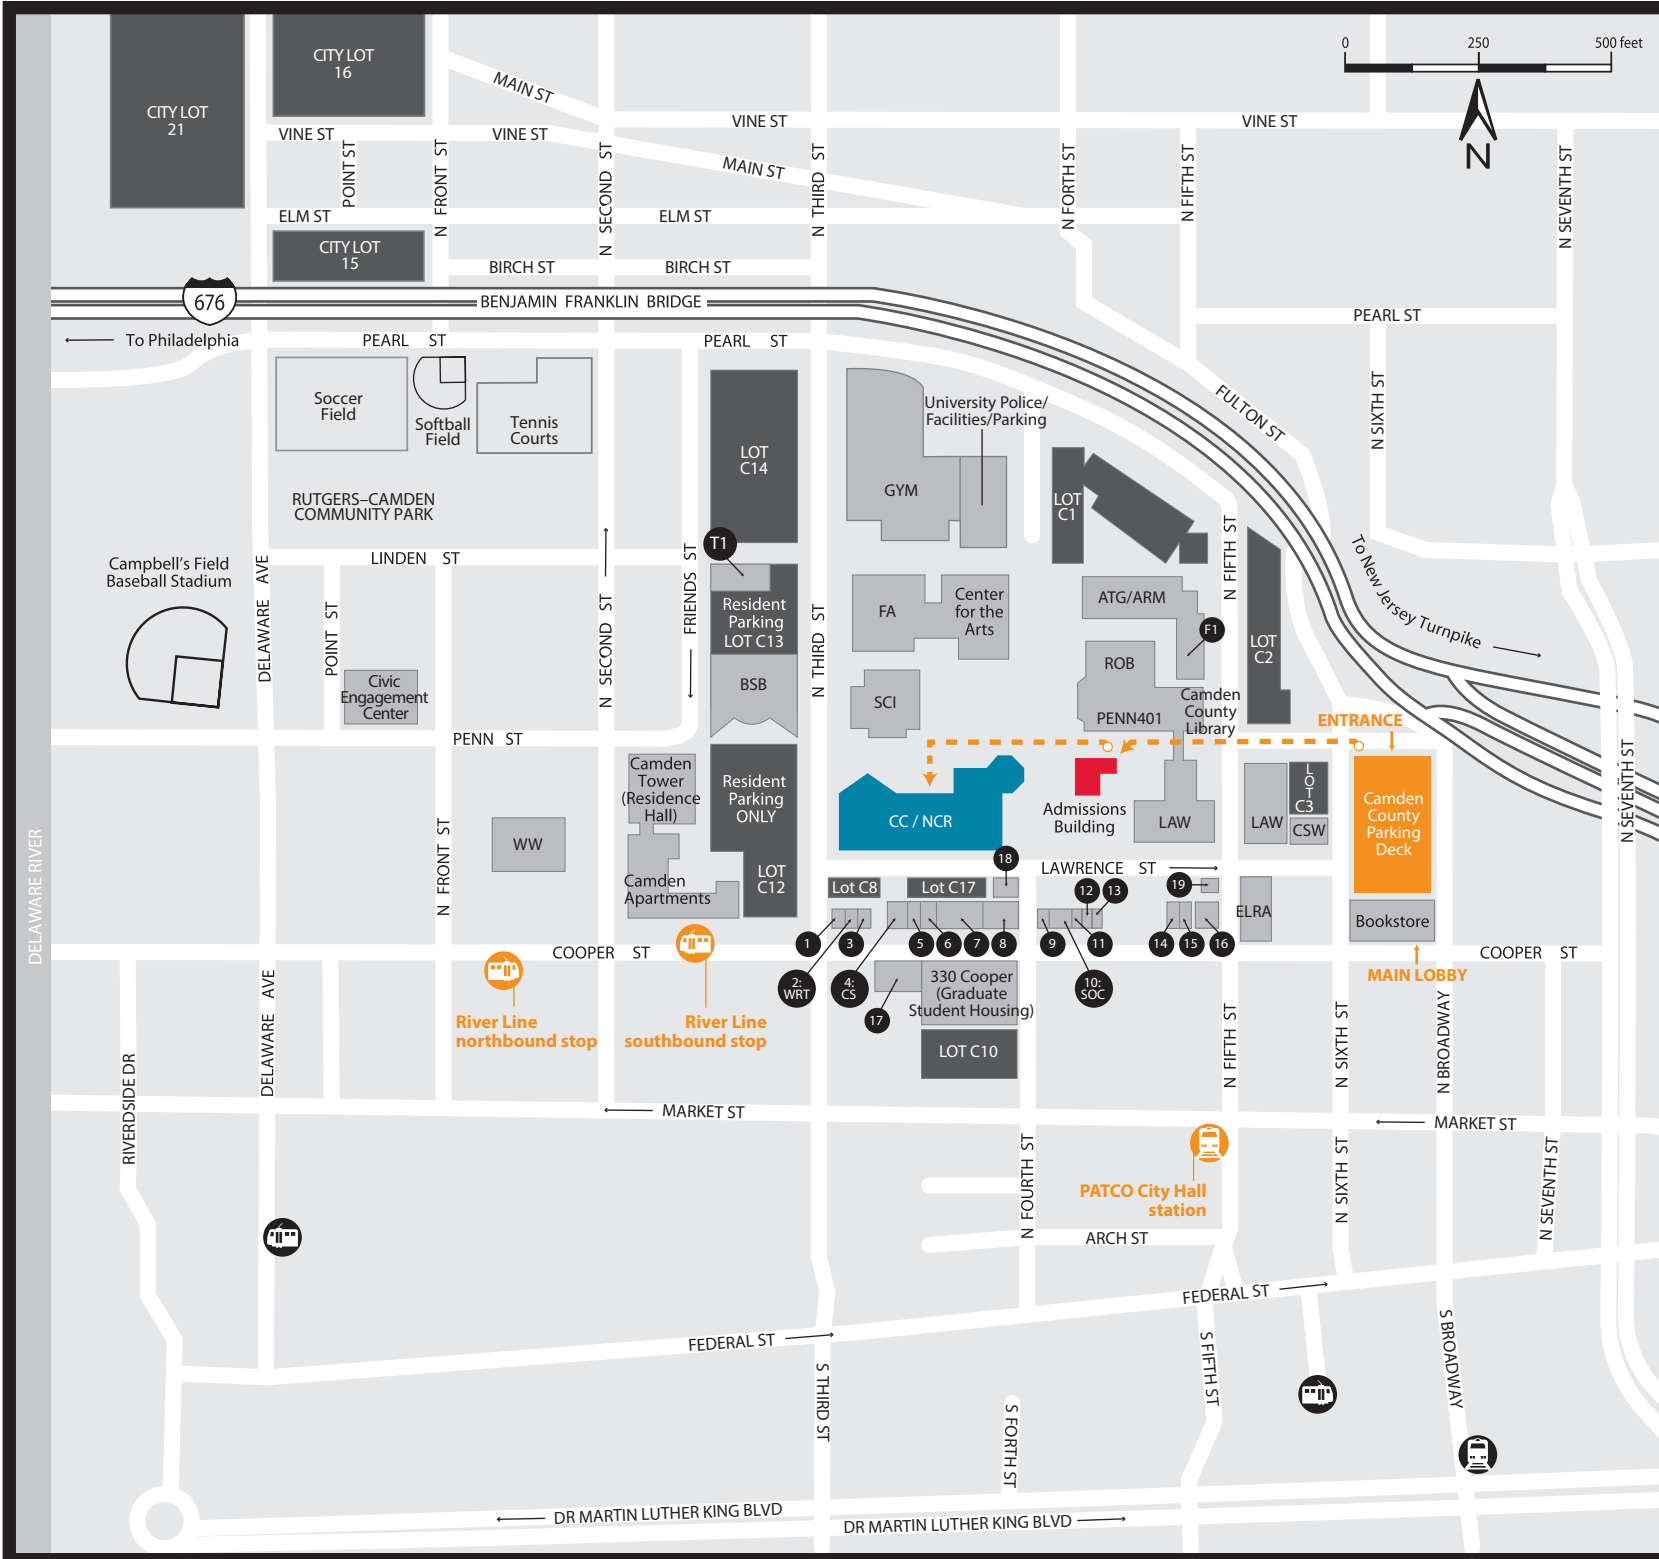 0 250 500 feet
N
CITY LOT
16
CITY LOT
21
MAIN ST
VINE ST
VINE ST
VINE ST
VINE ST
POINT ST
N FRONT ST
N SECOND ST
MAIN ST
N THIRD ST
N FORTH ST
N FIFTH ST
N SEVENTH ST
ELM ST
ELM ST
CITY LOT
15
BIRCH ST
BIRCH ST
676
BENJAMIN FRANKLIN BRIDGE
To Philadelphia
PEARL ST
PEARL ST
PEARL ST
N SIXTH ST
FULTON ST
Soccer
Field
Softball
Field
Tennis
Courts
RUTGERS–CAMDEN
COMMUNITY PARK
LOT
C14
University Police/
Facilities/Parking
GYM
LOT
C1
N FIFTH ST
To New Jersey Turnpike
Campbell's Field
Baseball Stadium
DELAWARE AVE
LINDEN ST
POINT ST
N SECOND ST
FRIENDS ST
T1
Resident
Parking
LOT C13
N THIRD ST
FA
Center
for the
Arts
ATG/ARM
F1
LOT
C2
Civic
Engagement
Center
BSB
SCI
ROB
PENN401
Camden
County
Library
ENTRANCE
PENN ST
Camden
Tower
(Residence
Hall)
Resident
Parking
ONLY
LOT
C12
CC / NCR
Admissions
Building
LAW
LAW
LOT
C3
CSW
Camden
County
Parking
Deck
N SEVENTH ST
DELAWARE RIVER
N FRONT ST
WW
Camden
Apartments
LAWRENCE ST
18
Lot C8
Lot C17
12
13
19
ELRA
Bookstore
1
3
5
6
7
8
9
11
14
15
16
COOPER ST
COOPER ST
MAIN LOBBY
2:
WRT
4:
CS
10:
SOC
17
330 Cooper
(Graduate
Student Housing)
LOT C10
River Line
northbound stop
River Line
southbound stop
DELAWARE AVE
RIVERDSIDE DR
N FIFTH ST
N SIXTH ST
N BROADWAY
MARKET ST
MARKET ST
N FOURTH ST
PATCO City Hall
station
N SIXTH ST
N SEVENTH ST
ARCH ST
FEDERAL ST
FEDERAL ST
S THIRD ST
S FORTH ST
S FIFTH ST
S BROADWAY
DR MARTIN LUTHER KING BLVD
DR MARTIN LUTHER KING BLVD